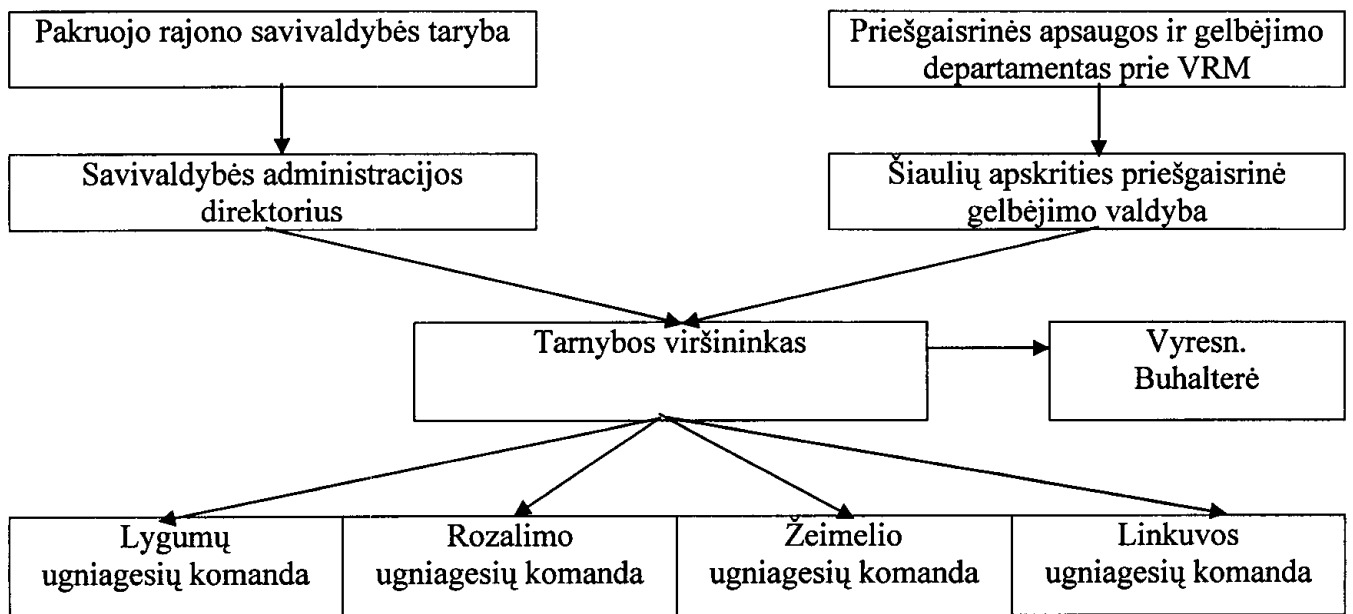 Pakruojo rajono savivaldybės taryba
Priešgaisrinės apsaugos ir gelbėjimo
departamentas prie VRM
Savivaldybės administracijos
direktorius
Šiaulių apskrities priešgaisrinė
gelbėjimo valdyba
Tarnybos viršininkas
Vyresn.
Buhalterė
Lygumų
ugniagesių komanda
Rozalimo
ugniagesių komanda
Žeimelio
ugniagesių komanda
Linkuvos
ugniagesių komanda